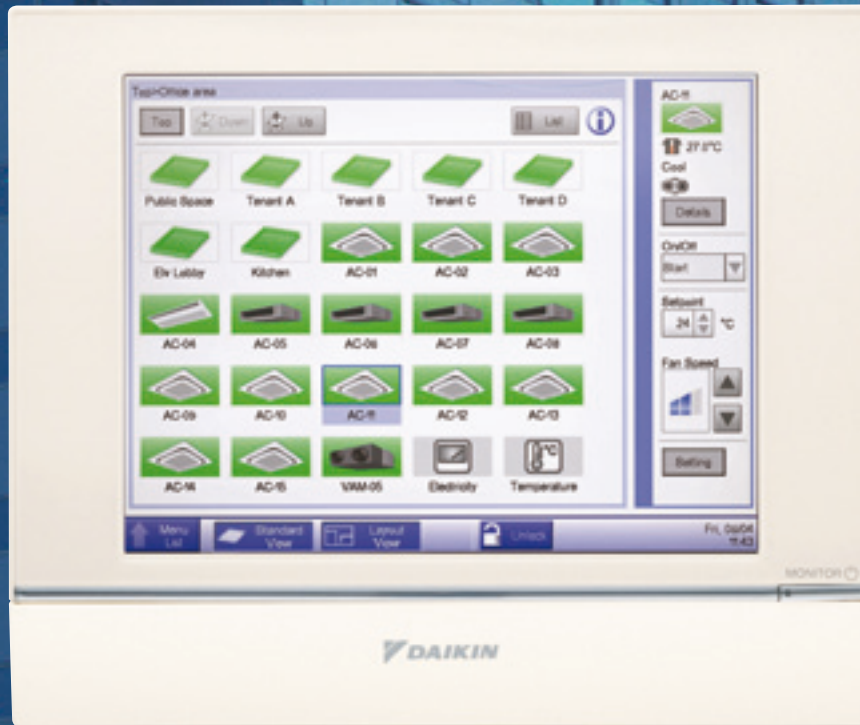 Top>Office area
Top Down Up List
Public Space Tenant A Tenant B Tenant C Tenant D
Elv Lobby Kitchen AC-01 AC-02 AC-03
AC-04 AC-05 AC-06 AC-07 AC-08
AC-09 AC-10 AC-11 AC-12 AC-13
°C
AC-14 AC-15 VAM-05 Electricity Temperature
AC-11
27.0°C
Cool
Details
On/Off
Start
Setpoint
24 °C
Fan Speed
Setting
Menu List
Standard View
Layout View
Unlock
Fri,
11:43
MONITOR
DAIKIN